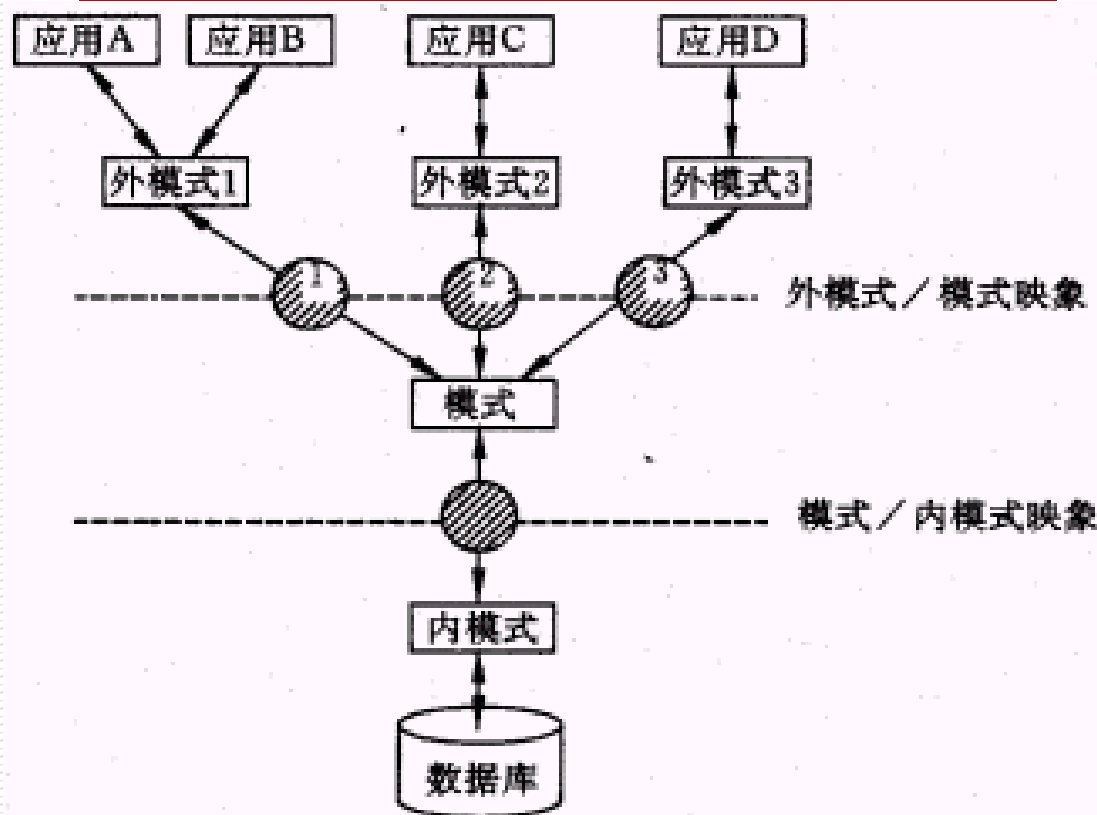 应用A 应用B 应用C 应用D
外模式1 外模式2 外模式3
1 2 3 外模式／模式映象
模式
模式／内模式映象
内模式
数据库